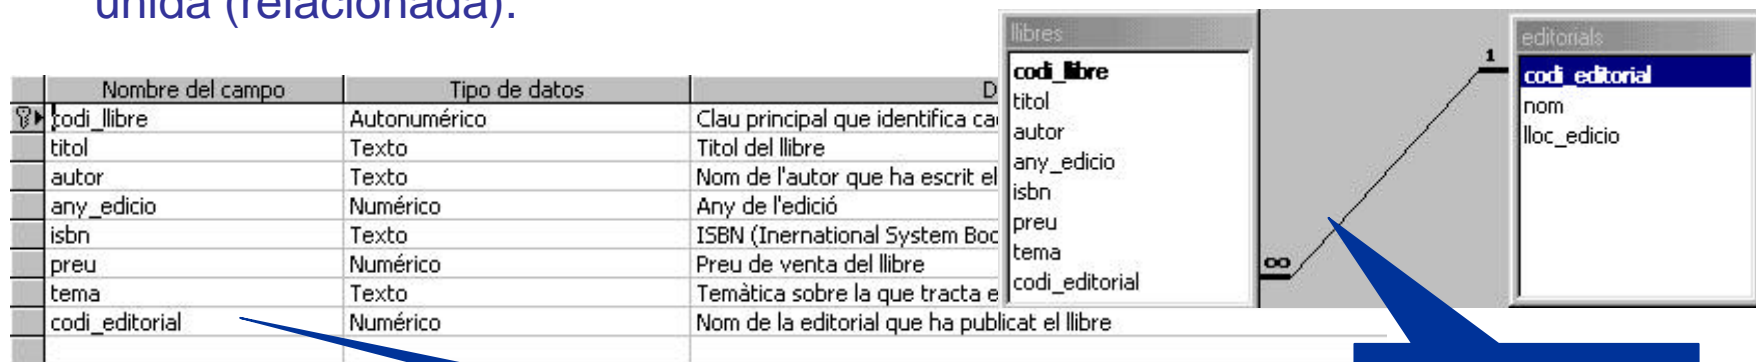 unida (relacionada).
Nombre del campo Tipo de datos D
codi_llibre Autonumérico Clau principal que identifica ca
titol Texto Titol del llibre
autor Texto Nom de l'autor que ha escrit el
any_edicio Numérico Any de l'edició
isbn Texto ISBN (Inernational System Boo
preu Numérico Preu de venta del llibre
tema Texto Temàtica sobre la que tracta e
codi_editorial Numérico Nom de la editorial que ha publicat el llibre
llibres
codi_llibre
titol
autor
any_edicio
isbn
preu
tema
codi_editorial
1
∞
editorials
codi_editorial
nom
lloc_edicio